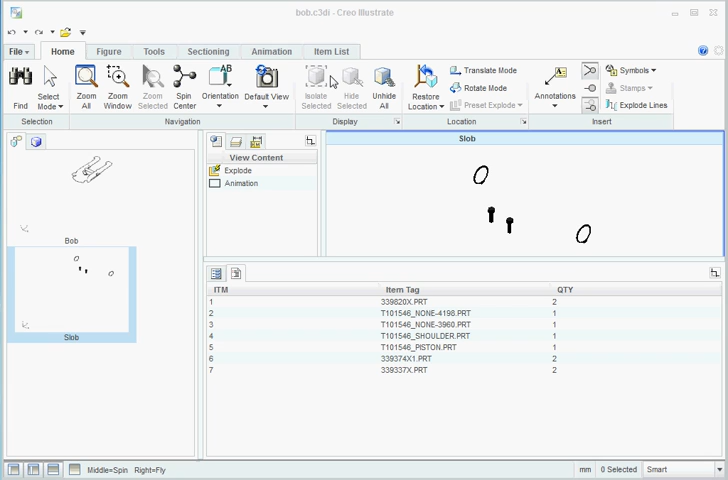 bob.c3di - Creo Illustrate
File Home Figure Tools Sectioning Animation Item List
Find Select Mode Zoom All Zoom Window Zoom Selected Spin Center Orientation Default View Isolate Selected Hide Selected Unhide All Restore Location Translate Mode Rotate Mode Preset Explode Annotations Symbols Stamps Explode Lines
Selection Navigation Display Location Insert
Bob
Slob
View Content
Explode
Animation
Slob
ITM Item Tag QTY
1 339820X.PRT 2
2 T101546_NONE-4198.PRT 1
3 T101546_NONE-3960.PRT 1
4 T101546_SHOULDER.PRT 1
5 T101546_PISTON.PRT 1
6 339374X1.PRT 2
7 339337X.PRT 2
Middle=Spin Right=Fly mm 0 Selected Smart